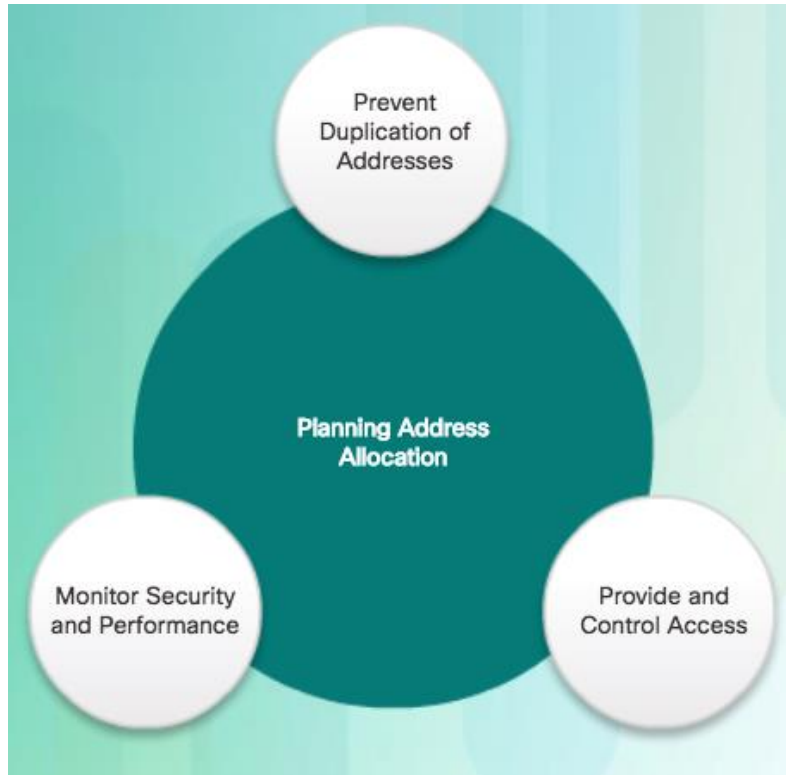 Prevent
Duplication of
Addresses
Planning Address
Allocation
Monitor Security
and Performance
Provide and
Control Access